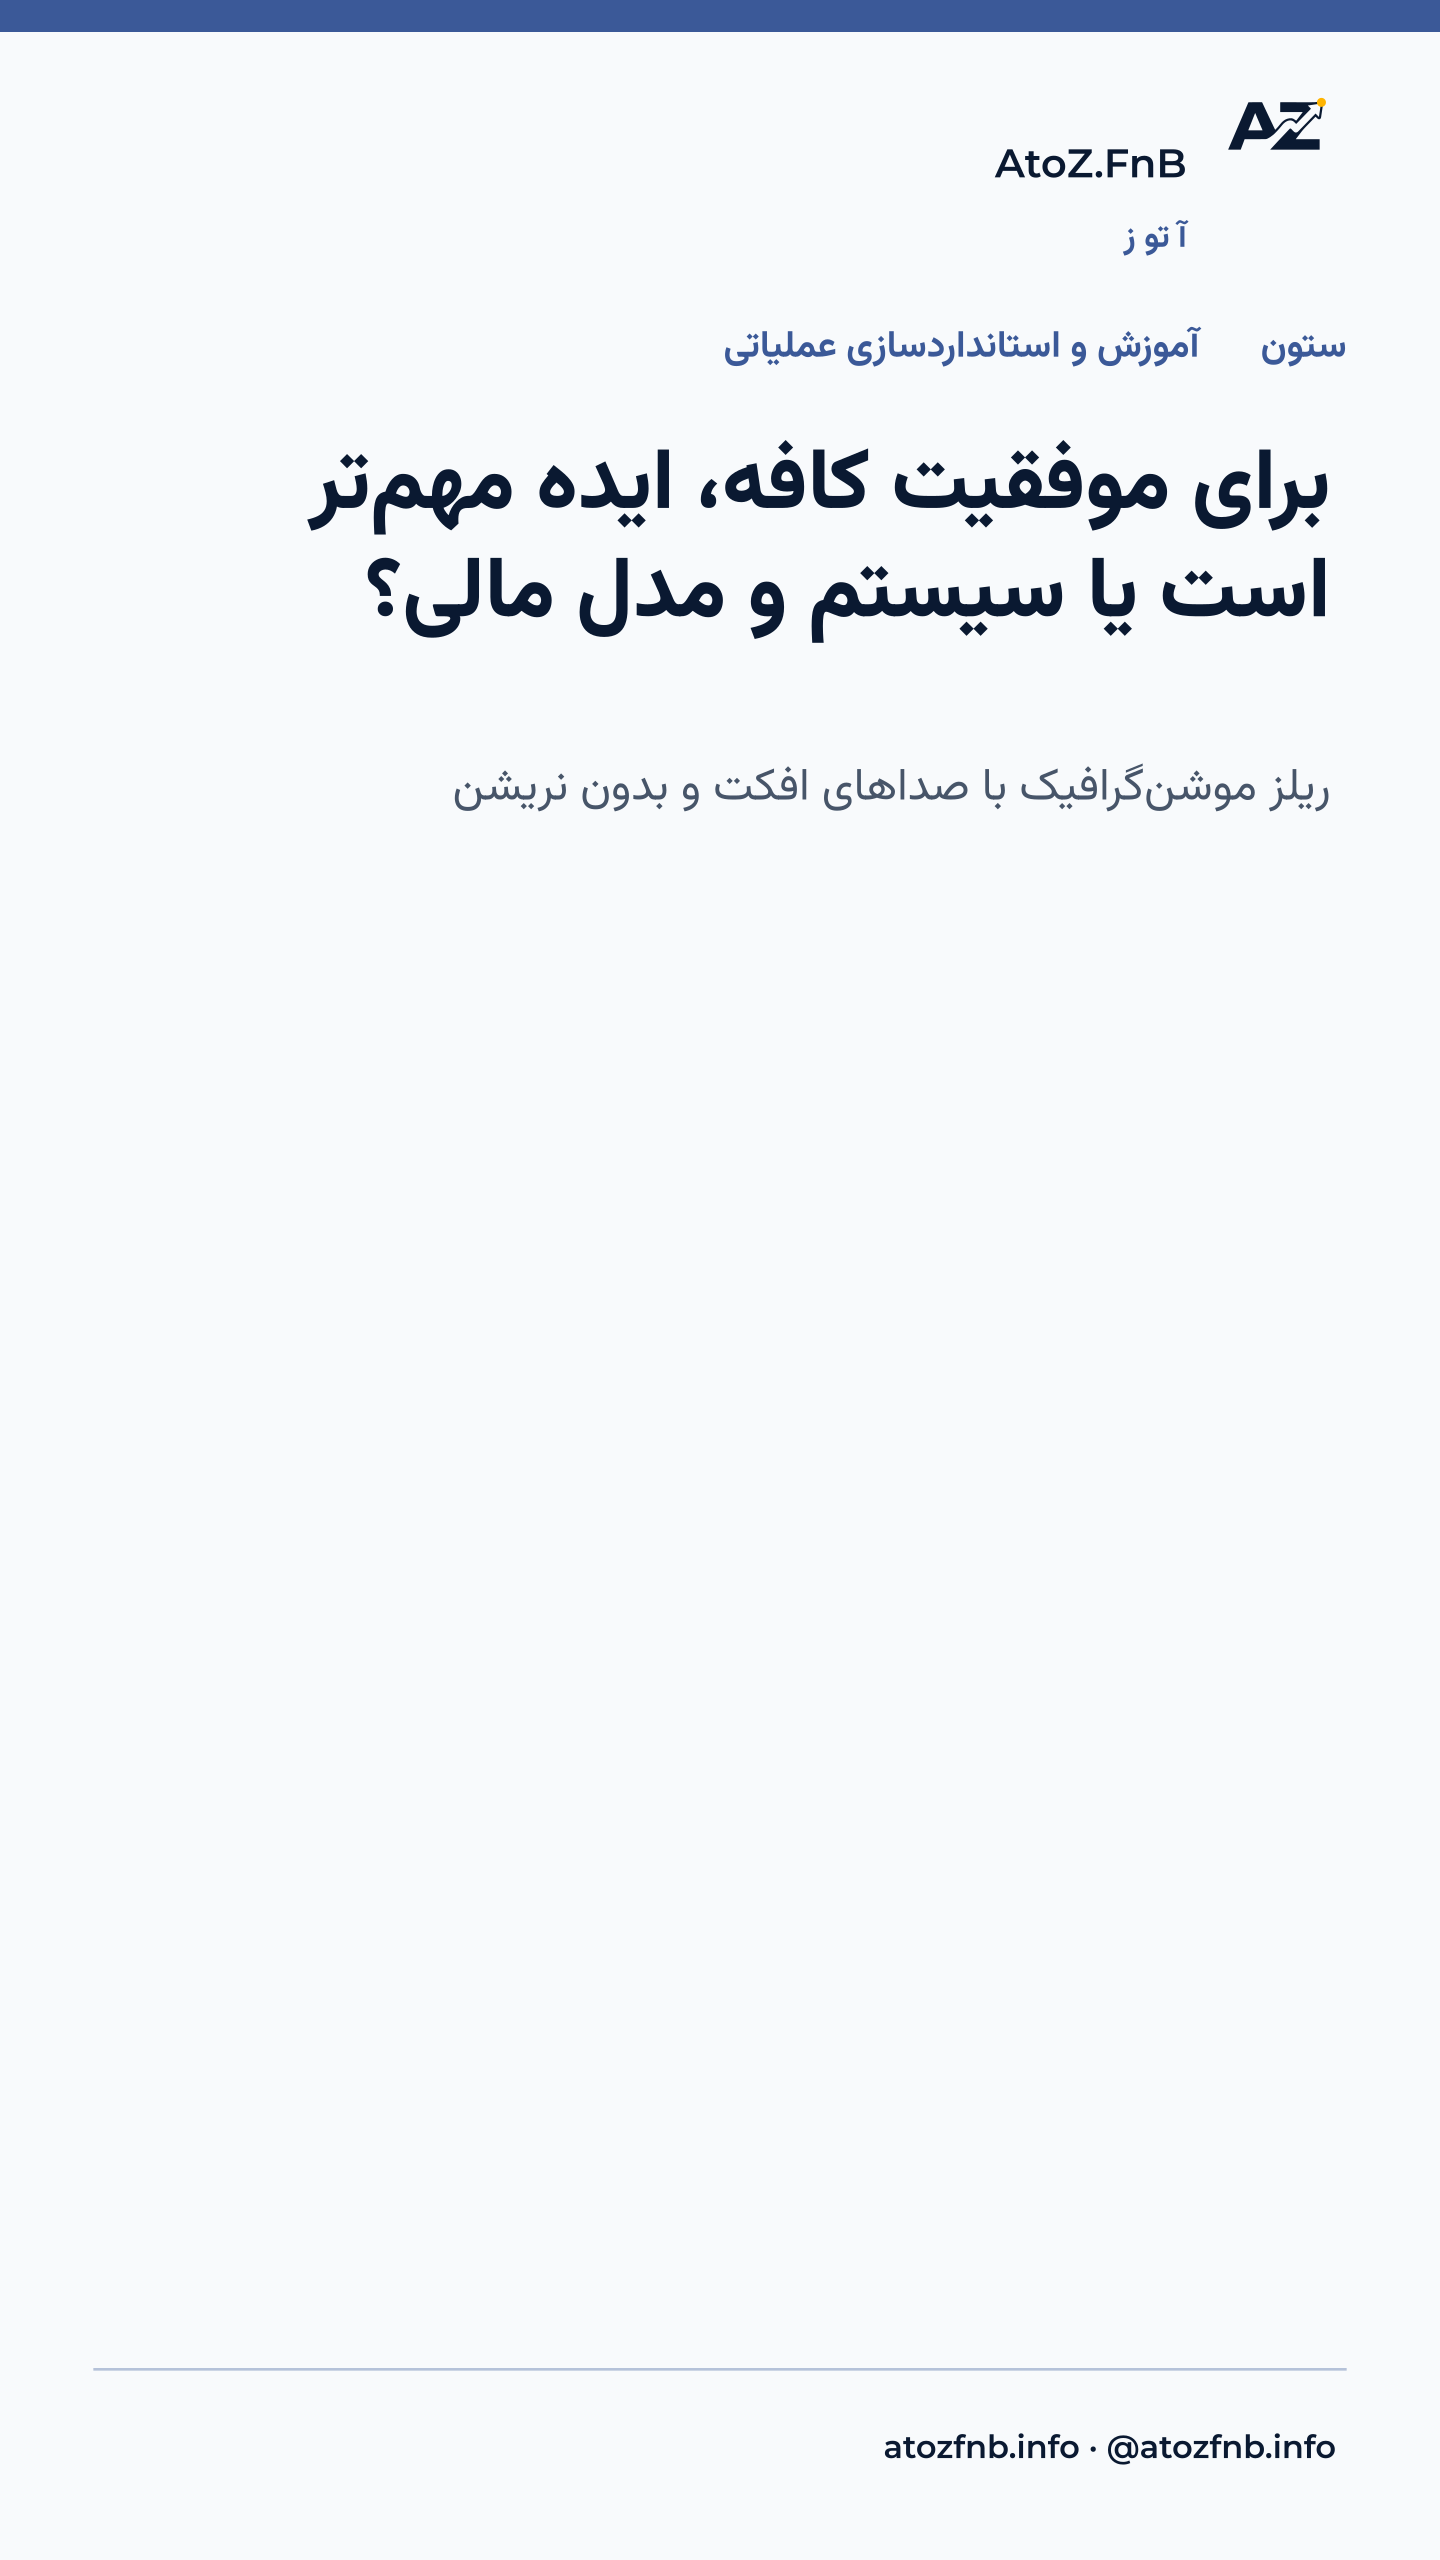 AZ
AtoZ.FnB
آ تو ز
ستون آموزش و استانداردسازی عملیاتی
برای موفقیت کافه، ایده مهم‌تر
است یا سیستم و مدل مالی؟
ریلز موشن‌گرافیک با صداهای افکت و بدون نریشن
atozfnb.info · @atozfnb.info